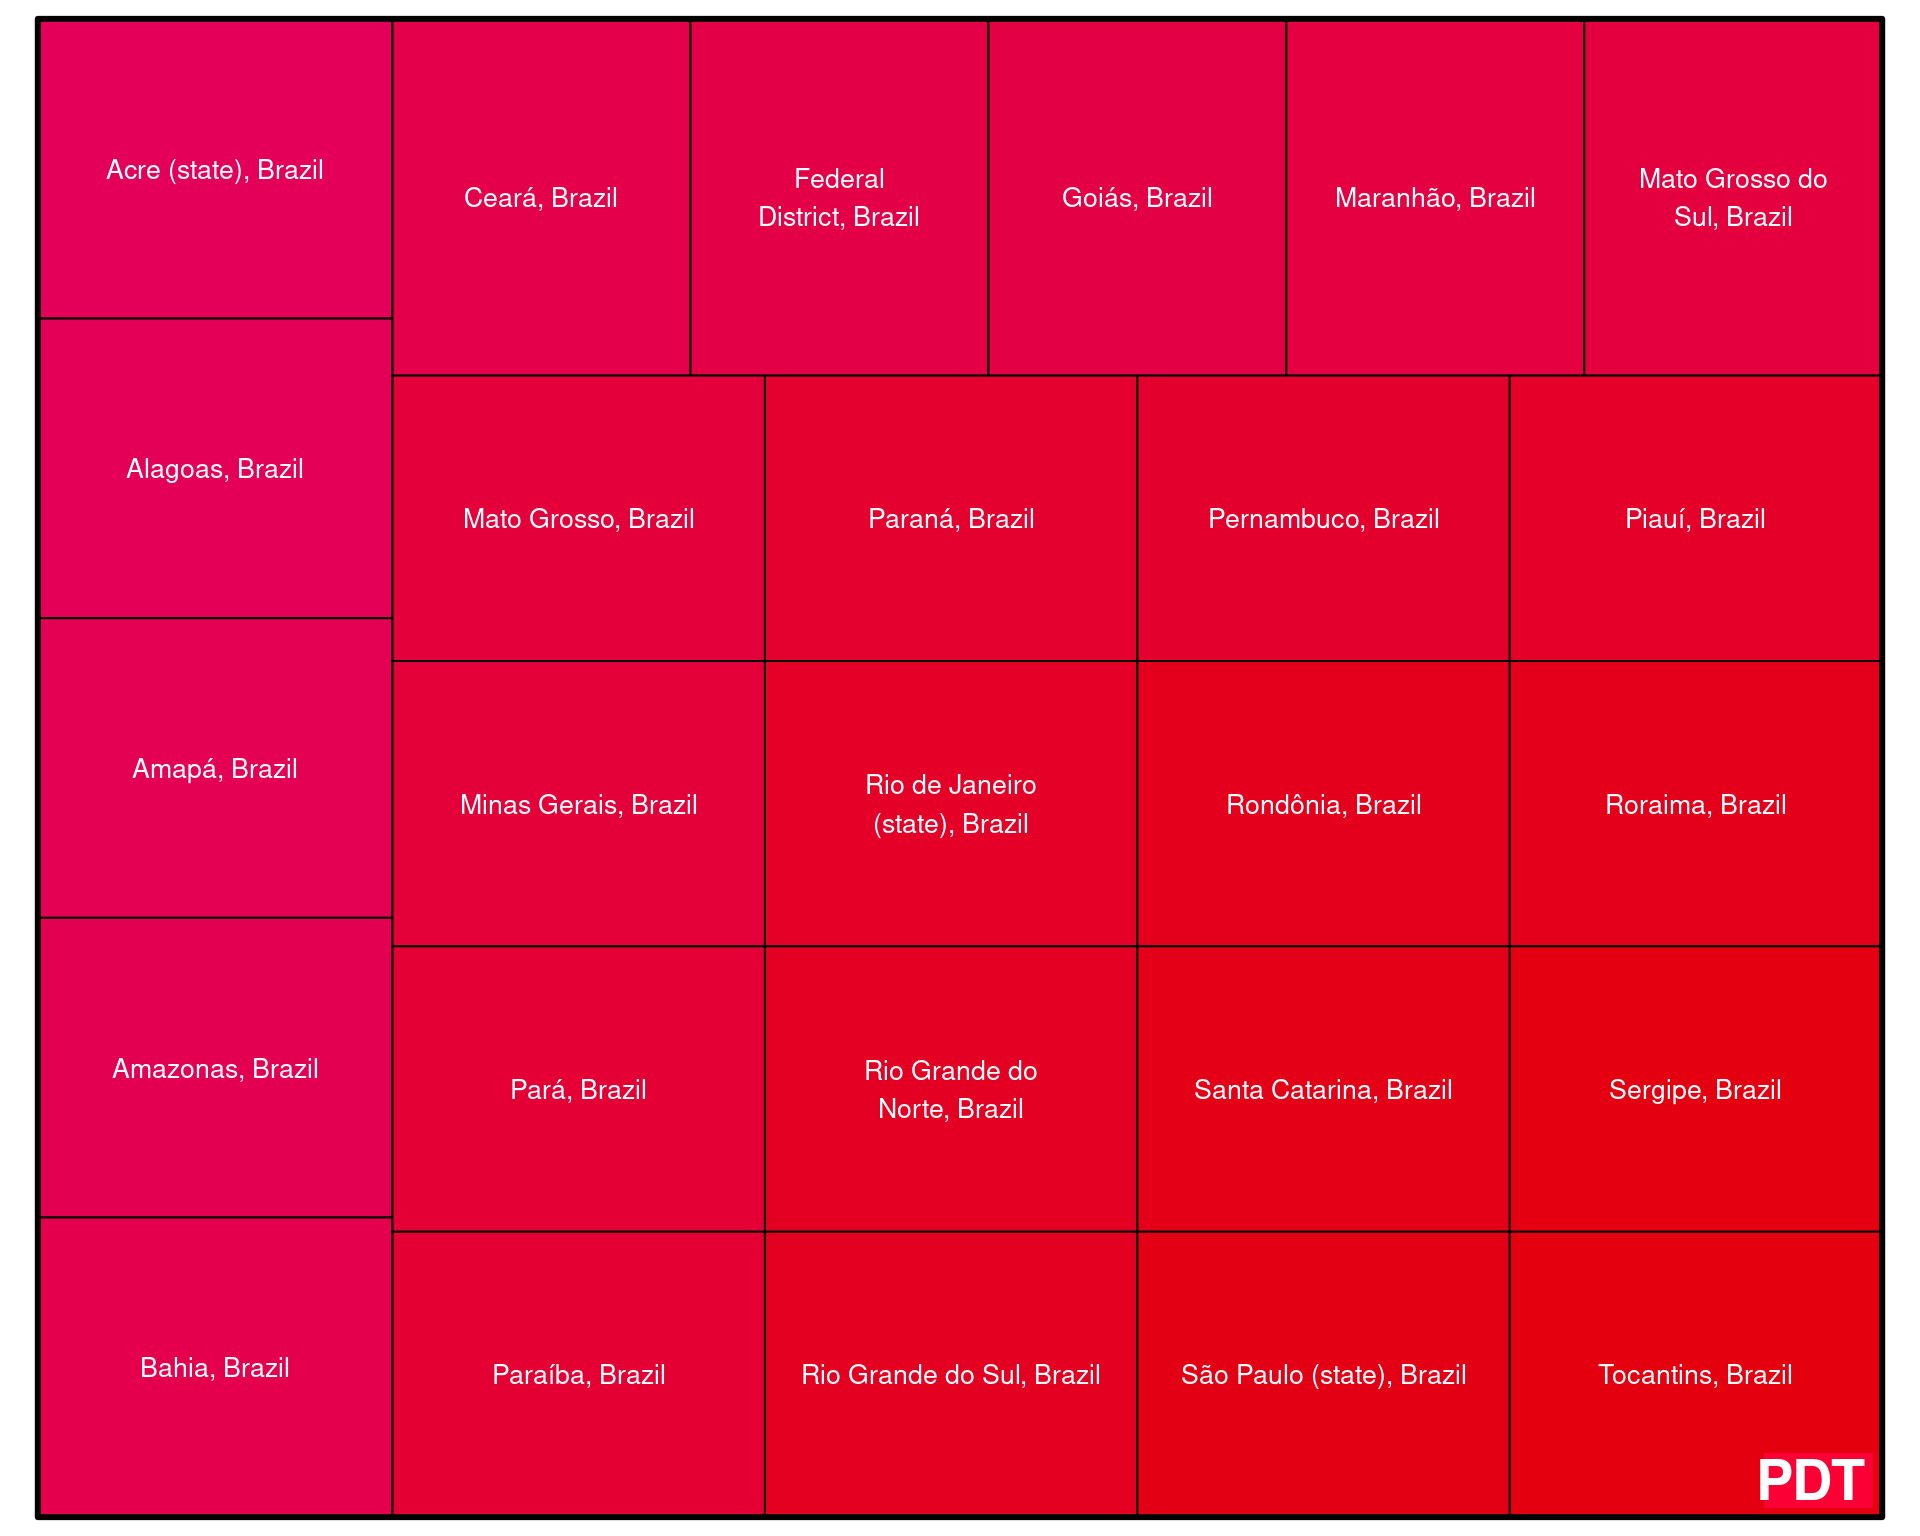 Acre (state), Brazil
Alagoas, Brazil
Amapá, Brazil
Amazonas, Brazil
Bahia, Brazil
Ceará, Brazil
Federal
District, Brazil
Goiás, Brazil
Maranhão, Brazil
Mato Grosso do
Sul, Brazil
Mato Grosso, Brazil
Minas Gerais, Brazil
Pará, Brazil
Paraíba, Brazil
Paraná, Brazil
Rio de Janeiro
(state), Brazil
Rio Grande do
Norte, Brazil
Rio Grande do Sul, Brazil
Pernambuco, Brazil
Rondônia, Brazil
Santa Catarina, Brazil
São Paulo (state), Brazil
Piauí, Brazil
Roraima, Brazil
Sergipe, Brazil
Tocantins, Brazil
PDT